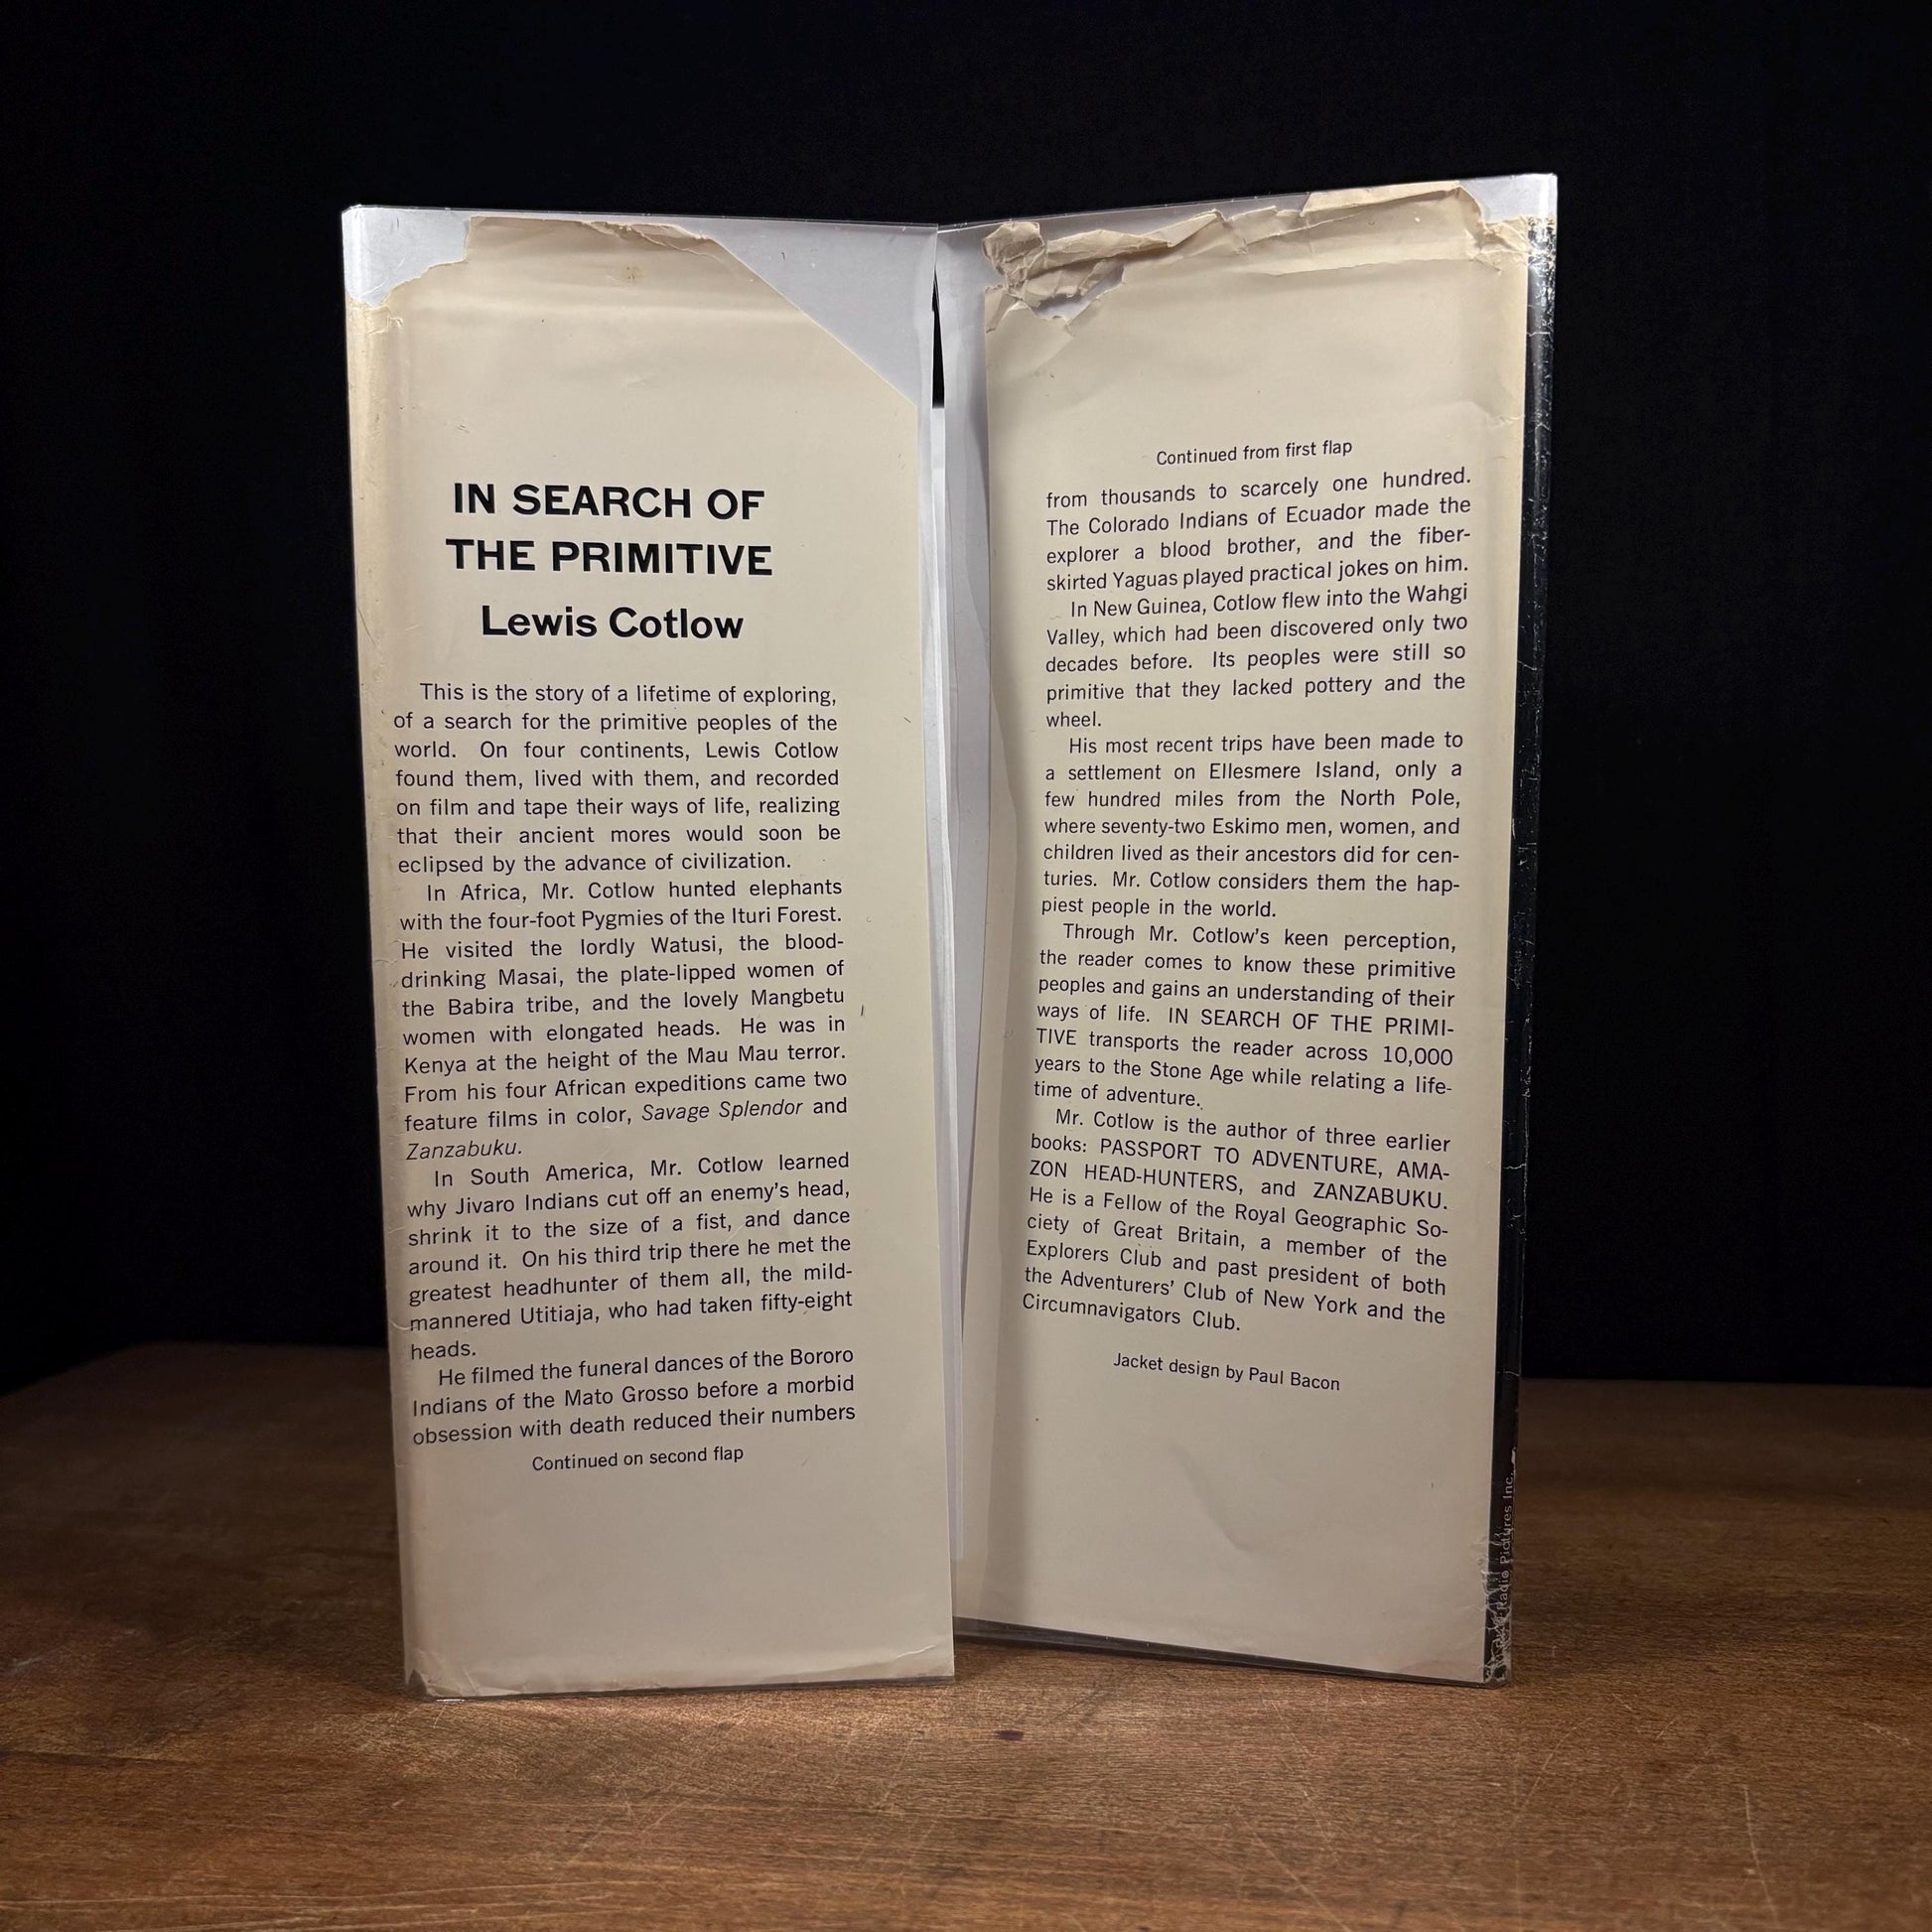 IN SEARCH OF
THE PRIMITIVE
Lewis Cotlow
This is the story of a lifetime of exploring,
of a search for the primitive peoples of the
world. On four continents, Lewis Cotlow
found them, lived with them, and recorded
on film and tape their ways of life, realizing
that their ancient mores would soon be
eclipsed by the advance of civilization.
In Africa, Mr. Cotlow hunted elephants
with the four-foot Pygmies of the Ituri Forest.
He visited the lordly Watusi, the blood-
drinking Masai, the plate-lipped women of
the Babira tribe, and the lovely Mangbetu
women with elongated heads. He was in
Kenya at the height of the Mau Mau terror.
From his four African expeditions came two
feature films in color, Savage Splendor and
Zanzabuku.
In South America, Mr. Cotlow learned
why Jivaro Indians cut off an enemy's head,
shrink it to the size of a fist, and dance
around it. On his third trip there he met the
greatest headhunter of them all, the mild-
mannered Utitiaja, who had taken fifty-eight
heads.
He filmed the funeral dances of the Bororo
Indians of the Mato Grosso before a morbid
obsession with death reduced their numbers
Continued on second flap
Continued from first flap
from thousands to scarcely one hundred.
The Colorado Indians of Ecuador made the
explorer a blood brother, and the fiber-
skirted Yaguas played practical jokes on him.
In New Guinea, Cotlow flew into the Wahgi
Valley, which had been discovered only two
decades before. Its peoples were still so
primitive that they lacked pottery and the
wheel.
His most recent trips have been made to
a settlement on Ellesmere Island, only a
few hundred miles from the North Pole,
where seventy-two Eskimo men, women, and
children lived as their ancestors did for cen-
turies. Mr. Cotlow considers them the hap-
piest people in the world.
Through Mr. Cotlow's keen perception,
the reader comes to know these primitive
peoples and gains an understanding of their
ways of life. IN SEARCH OF THE PRIMI-
TIVE transports the reader across 10,000
years to the Stone Age while relating a life-
time of adventure.
Mr. Cotlow is the author of three earlier
books: PASSPORT TO ADVENTURE, AMA-
ZON HEAD-HUNTERS, and ZANZABUKU.
He is a Fellow of the Royal Geographic So-
ciety of Great Britain, a member of the
Explorers Club and past president of both
the Adventurers' Club of New York and the
Circumnavigators Club.
Jacket design by Paul Bacon
Radio Pictures Inc.